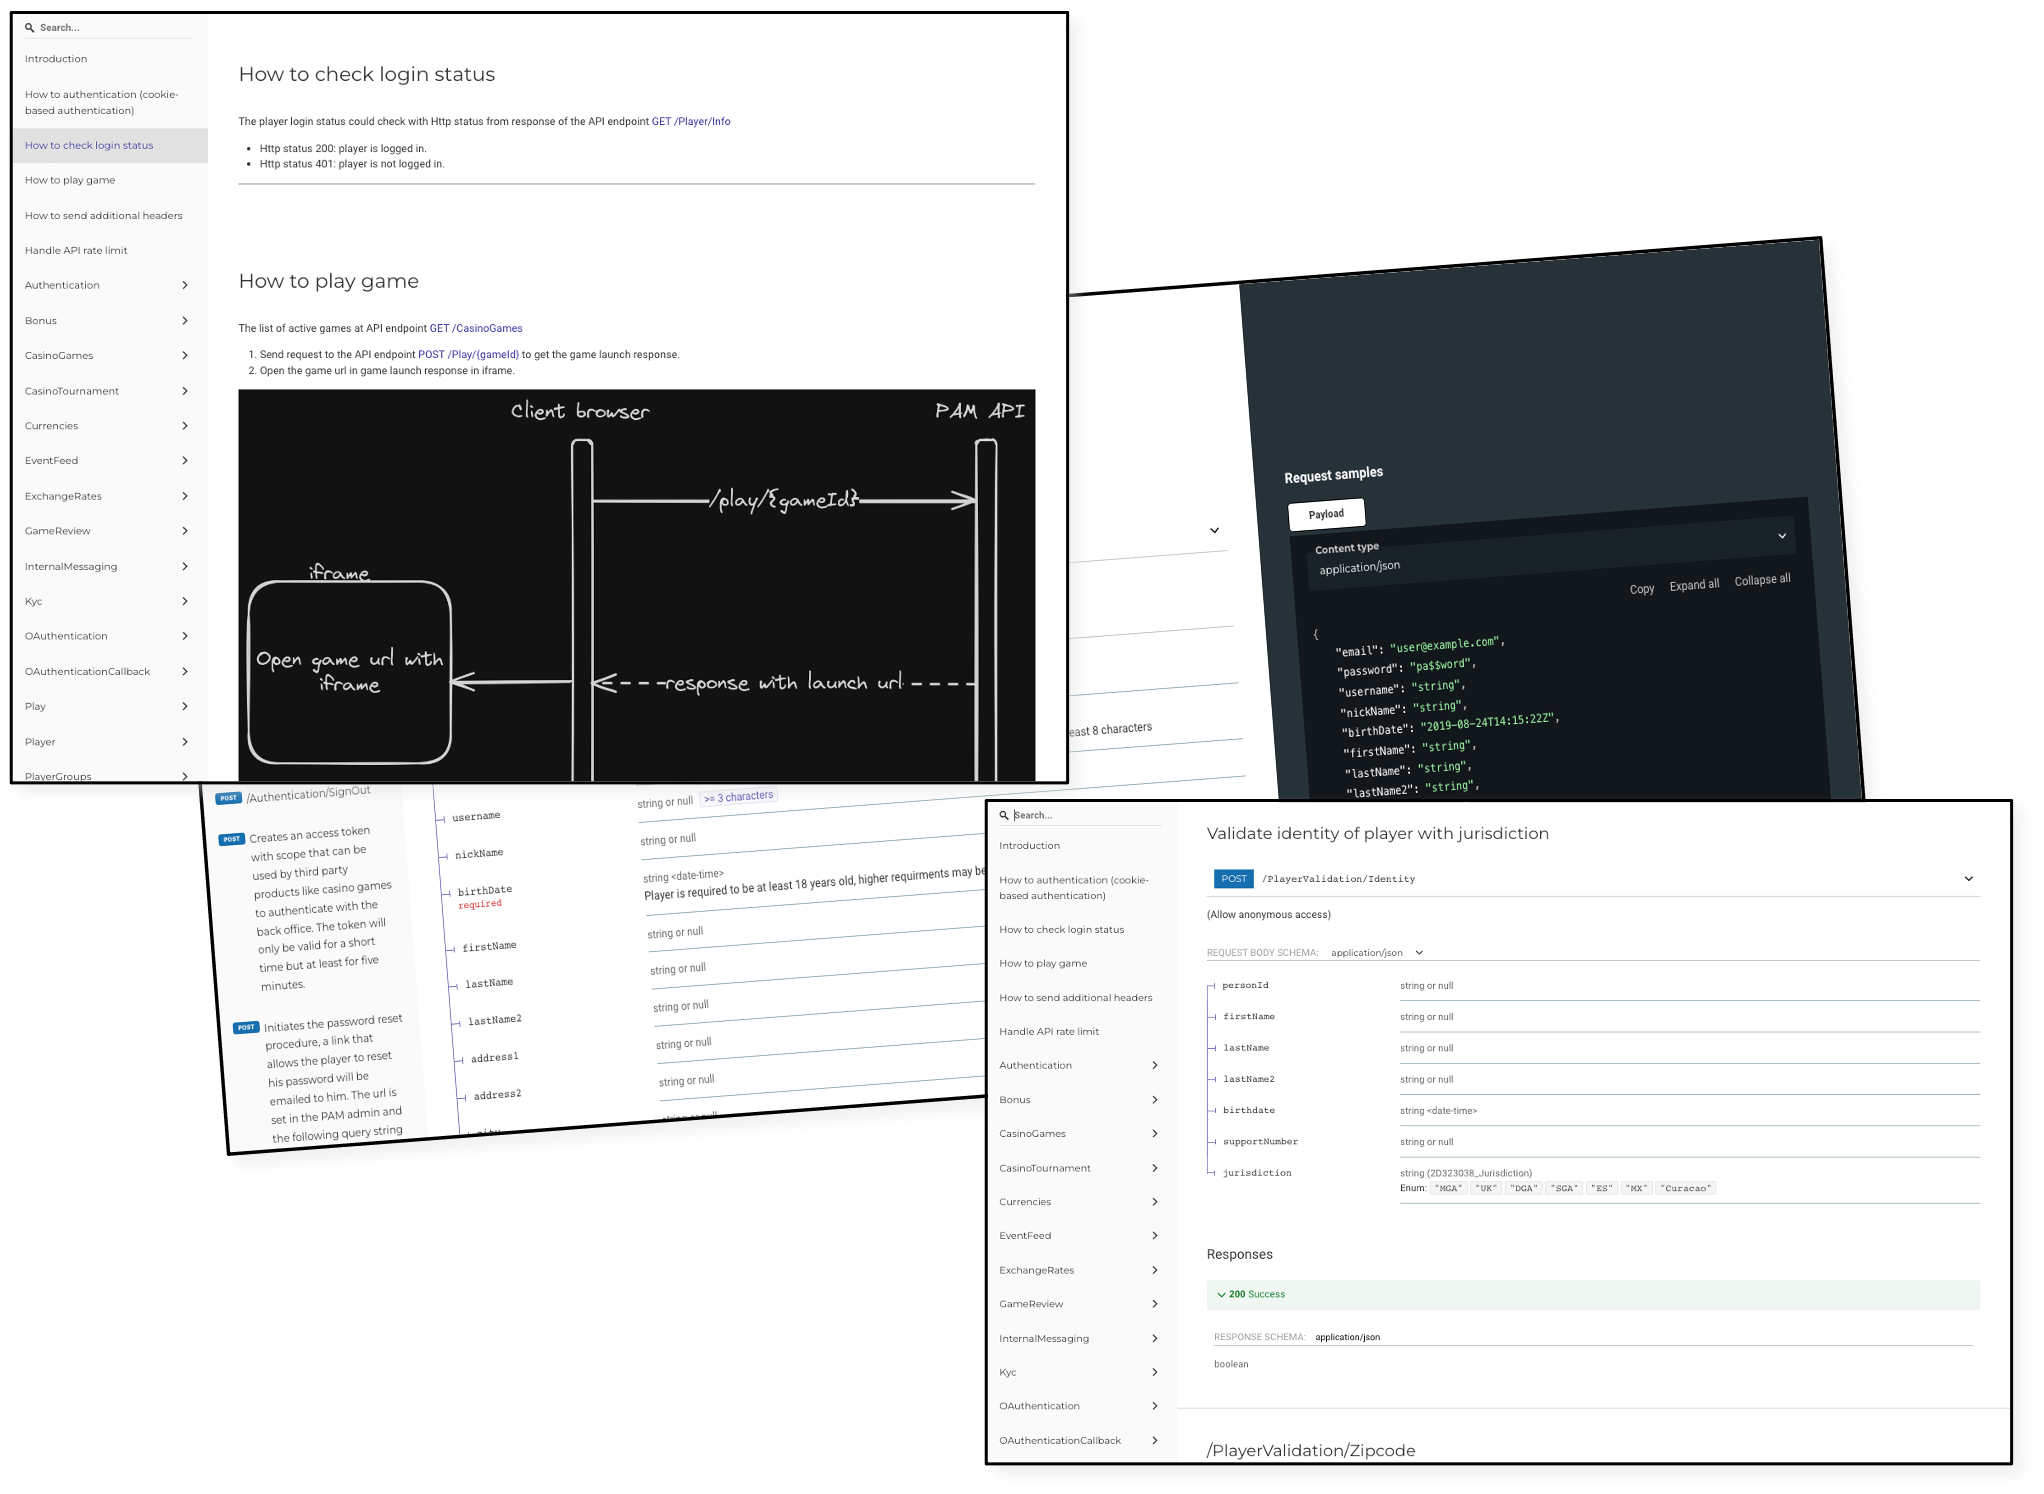 Search...
Introduction
How to authentication (cookie-
based authentication)
How to check login status
How to play game
How to send additional headers
Handle API rate limit
Authentication
Bonus
CasinoGames
CasinoTournament
Currencies
EventFeed
ExchangeRates
GameReview
InternalMessaging
Kyc
OAuthentication
OAuthenticationCallback
Play
Player
PlayerGroups
How to check login status
The player login status could check with Http status from response of the API endpoint GET /Player/Info
Http status 200: player is logged in.
Http status 401: player is not logged in.
How to play game
The list of active games at API endpoint GET /CasinoGames
1. Send request to the API endpoint POST /Play/{gameId} to get the game launch response.
2. Open the game url in game launch response in iframe.
Client browser
PAM API
/play/{gameId}
iframe
Open game url with
iframe
response with launch url
Request samples
Payload
Content type
application/json
Copy Expand all Collapse all
{
"email": "user@example.com",
"password": "pa$$word",
"username": "string",
"nickName": "string",
"birthDate": "2019-08-24T14:15:22Z",
"firstName": "string",
"lastName": "string",
"lastName2": "string",
8 characters
POST /Authentication/SignOut
POST Creates an access token
with scope that can be
used by third party
products like casino games
to authenticate with the
back office. The token will
only be valid for a short
time but at least for five
minutes.
POST Initiates the password reset
procedure, a link that
allows the player to reset
his password will be
emailed to him. The url is
set in the PAM admin and
the following query string
username
string or null >= 3 characters
nickName
string or null
birthDate
required
string <date-time>
Player is required to be at least 18 years old, higher requirments may be
firstName
string or null
lastName
string or null
lastName2
string or null
address1
string or null
address2
string or null
Search...
Introduction
How to authentication (cookie-
based authentication)
How to check login status
How to play game
How to send additional headers
Handle API rate limit
Authentication
Bonus
CasinoGames
CasinoTournament
Currencies
EventFeed
ExchangeRates
GameReview
InternalMessaging
Kyc
OAuthentication
OAuthenticationCallback
Validate identity of player with jurisdiction
POST /PlayerValidation/Identity
(Allow anonymous access)
REQUEST BODY SCHEMA: application/json
personId string or null
firstName string or null
lastName string or null
lastName2 string or null
birthdate string <date-time>
supportNumber string or null
jurisdiction string (2D323038_Jurisdiction)
Enum: "MGA" "UK" "DGA" "SGA" "ES" "MX" "Curacao"
Responses
200 Success
RESPONSE SCHEMA: application/json
boolean
/PlayerValidation/Zipcode